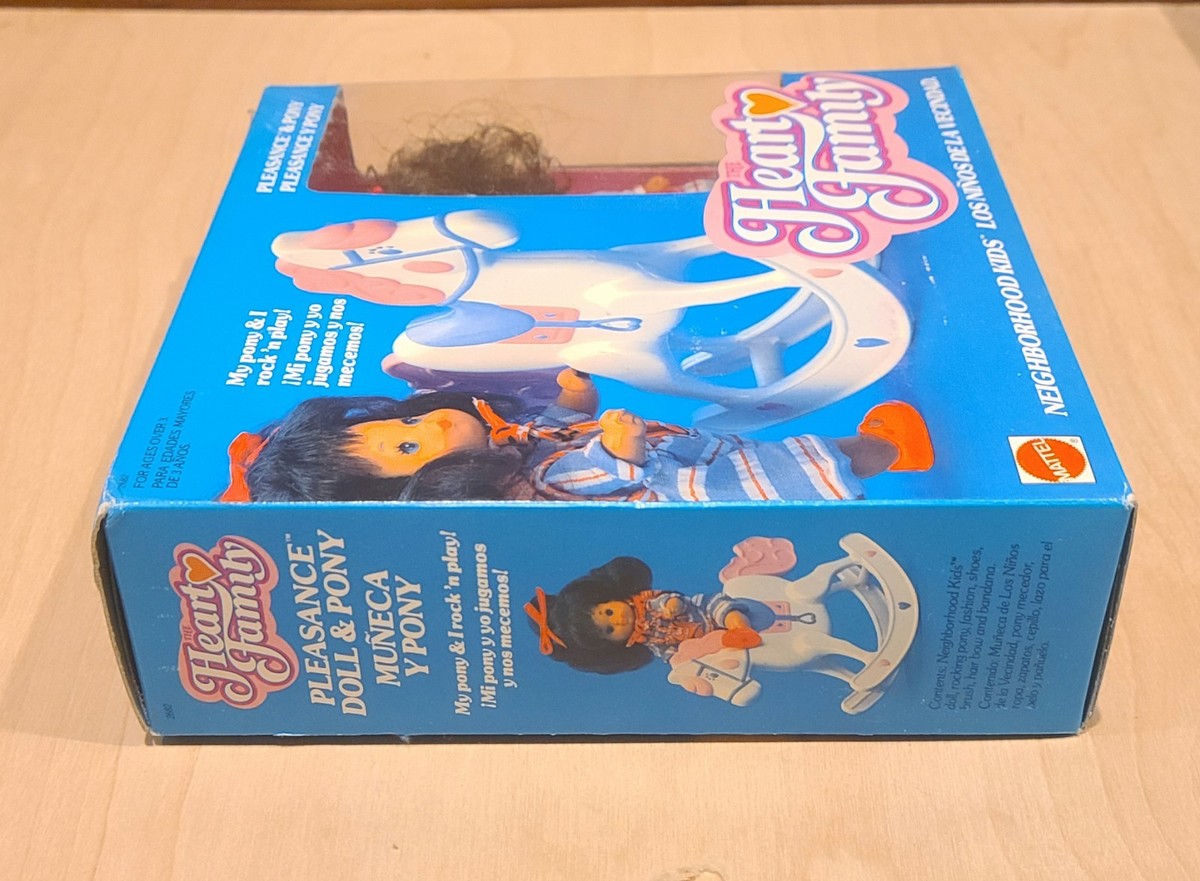 PLEASANCE & PONY
PLEASANCE Y PONY
THE
Heart
Family
My pony & I
rock 'n play!
¡Mi pony y yo
jugamos y nos
mecemos!
FOR AGES OVER 3
PARA EDADES MAYORES
DE 3 AÑOS.
NEIGHBORHOOD KIDS™ LOS NIÑOS DE LA VECINDAD
MATTEL®
THE
Heart
Family
PLEASANCE™
DOLL & PONY
MUÑECA
Y PONY
2682
My pony & I rock 'n play!
¡Mi pony y yo jugamos
y nos mecemos!
Contents: Neighborhood Kids™
doll, rocking pony, fashion, shoes,
brush, hair bow and bandana.
Contenido: Muñeca de Los Niños
de la Vecindad, pony mecedor,
ropa, zapatos, cepillo, lazo para el
pelo y pañuelo.